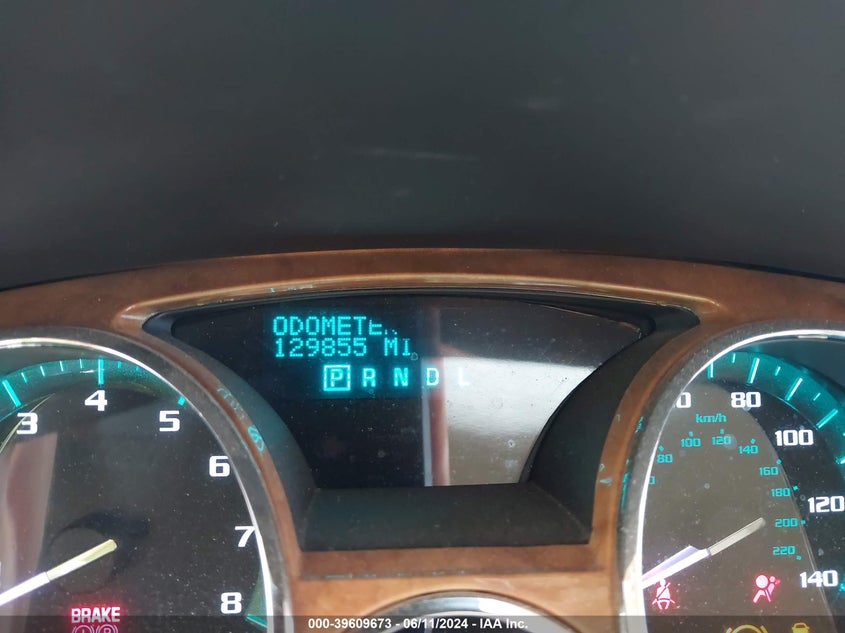 ODOMETER
129855 MI
P R N D L
3 4 5 6 7 8
80 100 120 140
km/h
80 100 120 140 160 180 200 220
BRAKE
000-39609673 - 06/11/2024 - IAA Inc.